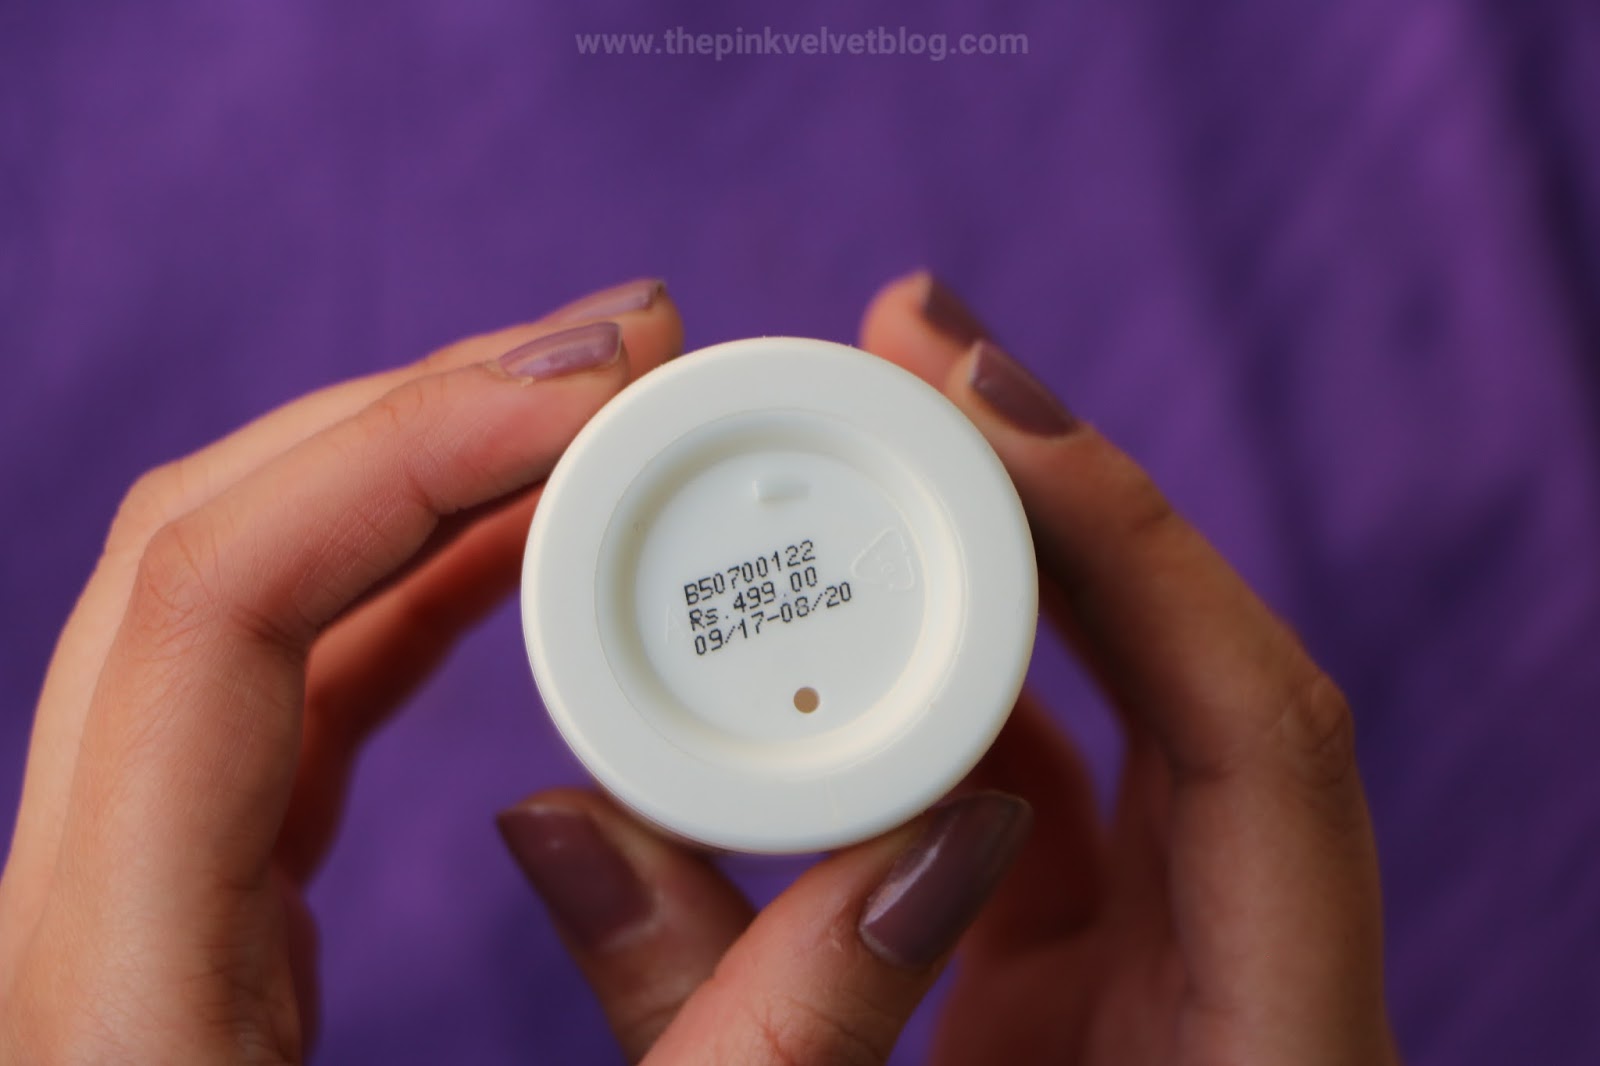 www.thepinkvelvetblog.com
B50700122
Rs.499.00
09/17-08/20